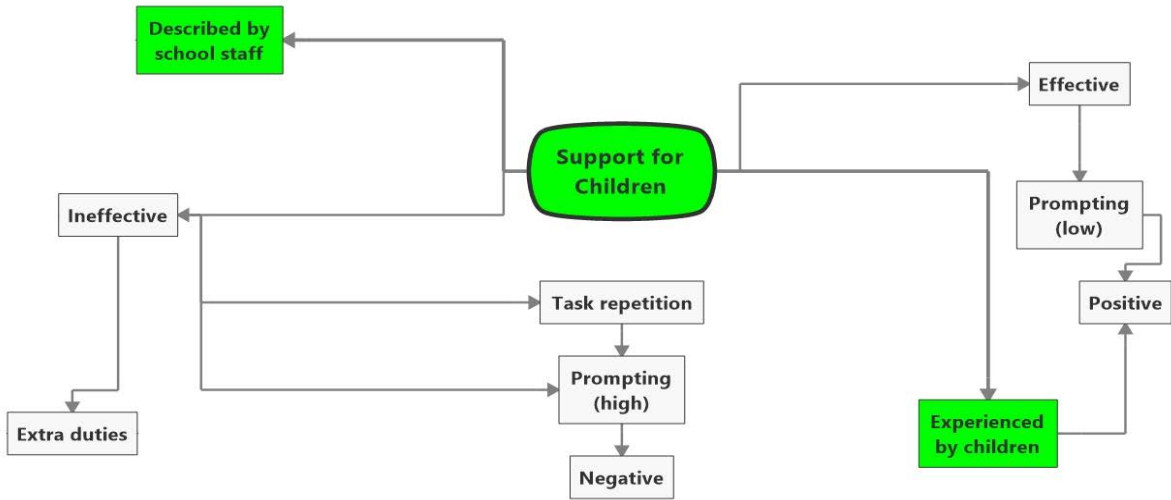 Described by
school staff
Effective
Support for
Children
Ineffective
Prompting
(low)
Task repetition
Positive
Prompting
(high)
Extra duties
Experienced
by children
Negative